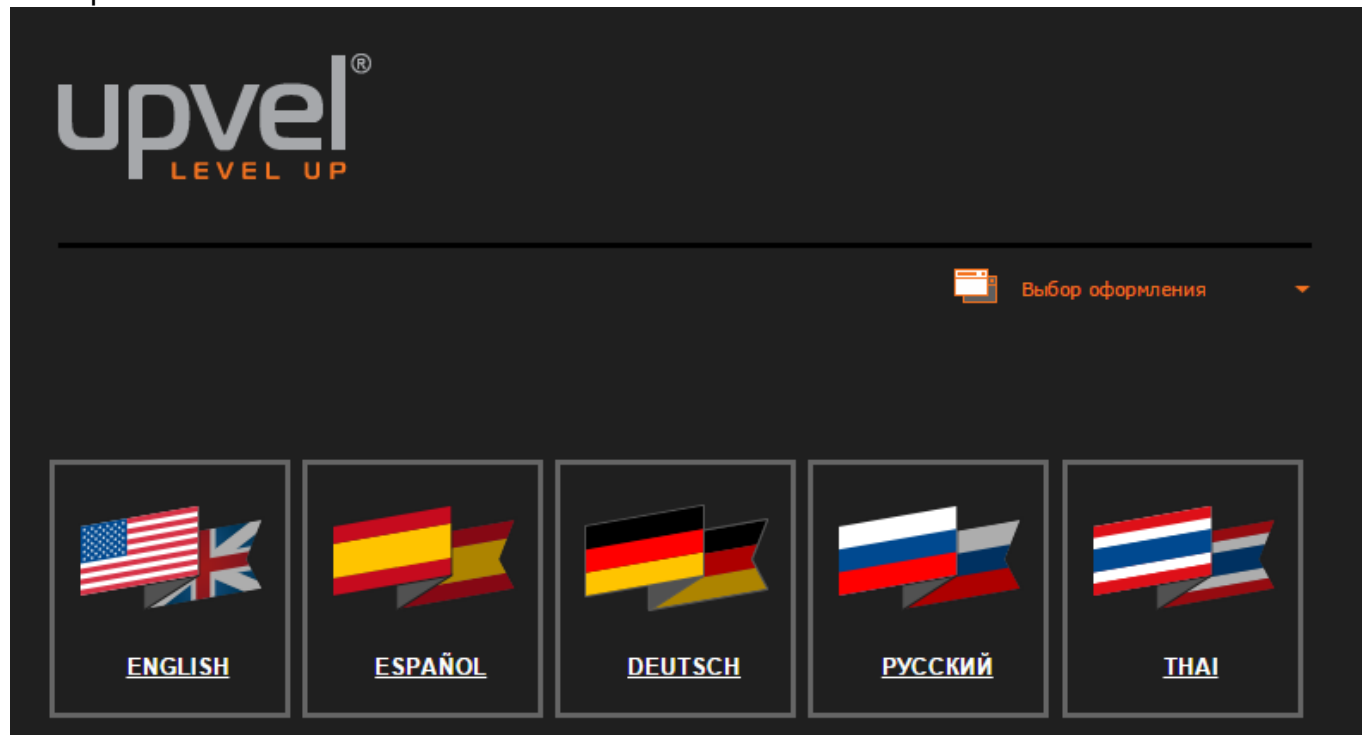 upvel®
LEVEL UP
Выбор оформления
ENGLISH
ESPAÑOL
DEUTSCH
РУССКИЙ
THAI